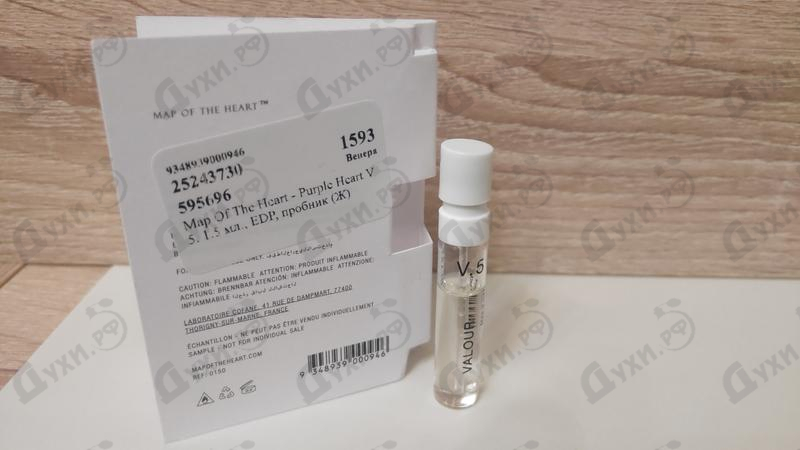 MAP OF THE HEART™
9348939000946
1593
25243730
Венера
595696
Map Of The Heart - Purple Heart V.
5. 1.5 мл., EDP, пробник (Ж)
CAUTION: FLAMMABLE ATTENTION: PRODUIT INFLAMMABLE
ACHTUNG: BRENNBAR ATENCIÓN: INFLAMMABLE ATTENZIONE:
INFIAMMABILE
LABORATOIRE COFANE, 41 RUE DE DAMPMART, 77400
THORIGNY-SUR-MARNE, FRANCE
ÉCHANTILLON - NE PEUT PAS ÊTRE VENDU INDIVIDUELLEMENT
SAMPLE - NOT FOR INDIVIDUAL SALE
MAPOFTHEHEART.COM
REF: 0150
9 348939 000946
V.5
VALOUR
Духи.РФ